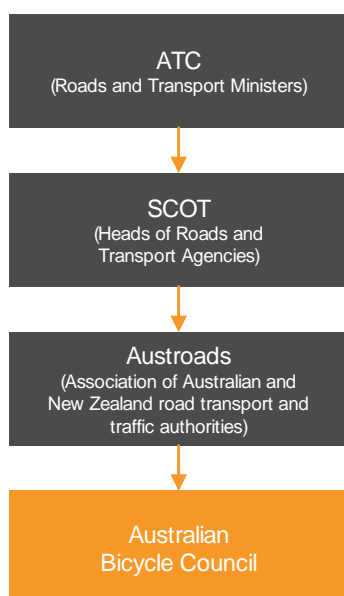 ATC
(Roads and Transport Ministers)
SCOT
(Heads of Roads and
Transport Agencies)
Austroads
(Association of Australian and
New Zealand road transport and
traffic authorities)
Australian
Bicycle Council